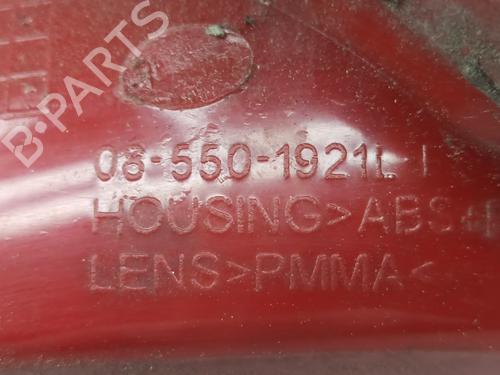 B-PARTS
08-550-1921L-I
HOUSING>ABS+
LENS>PMMA<